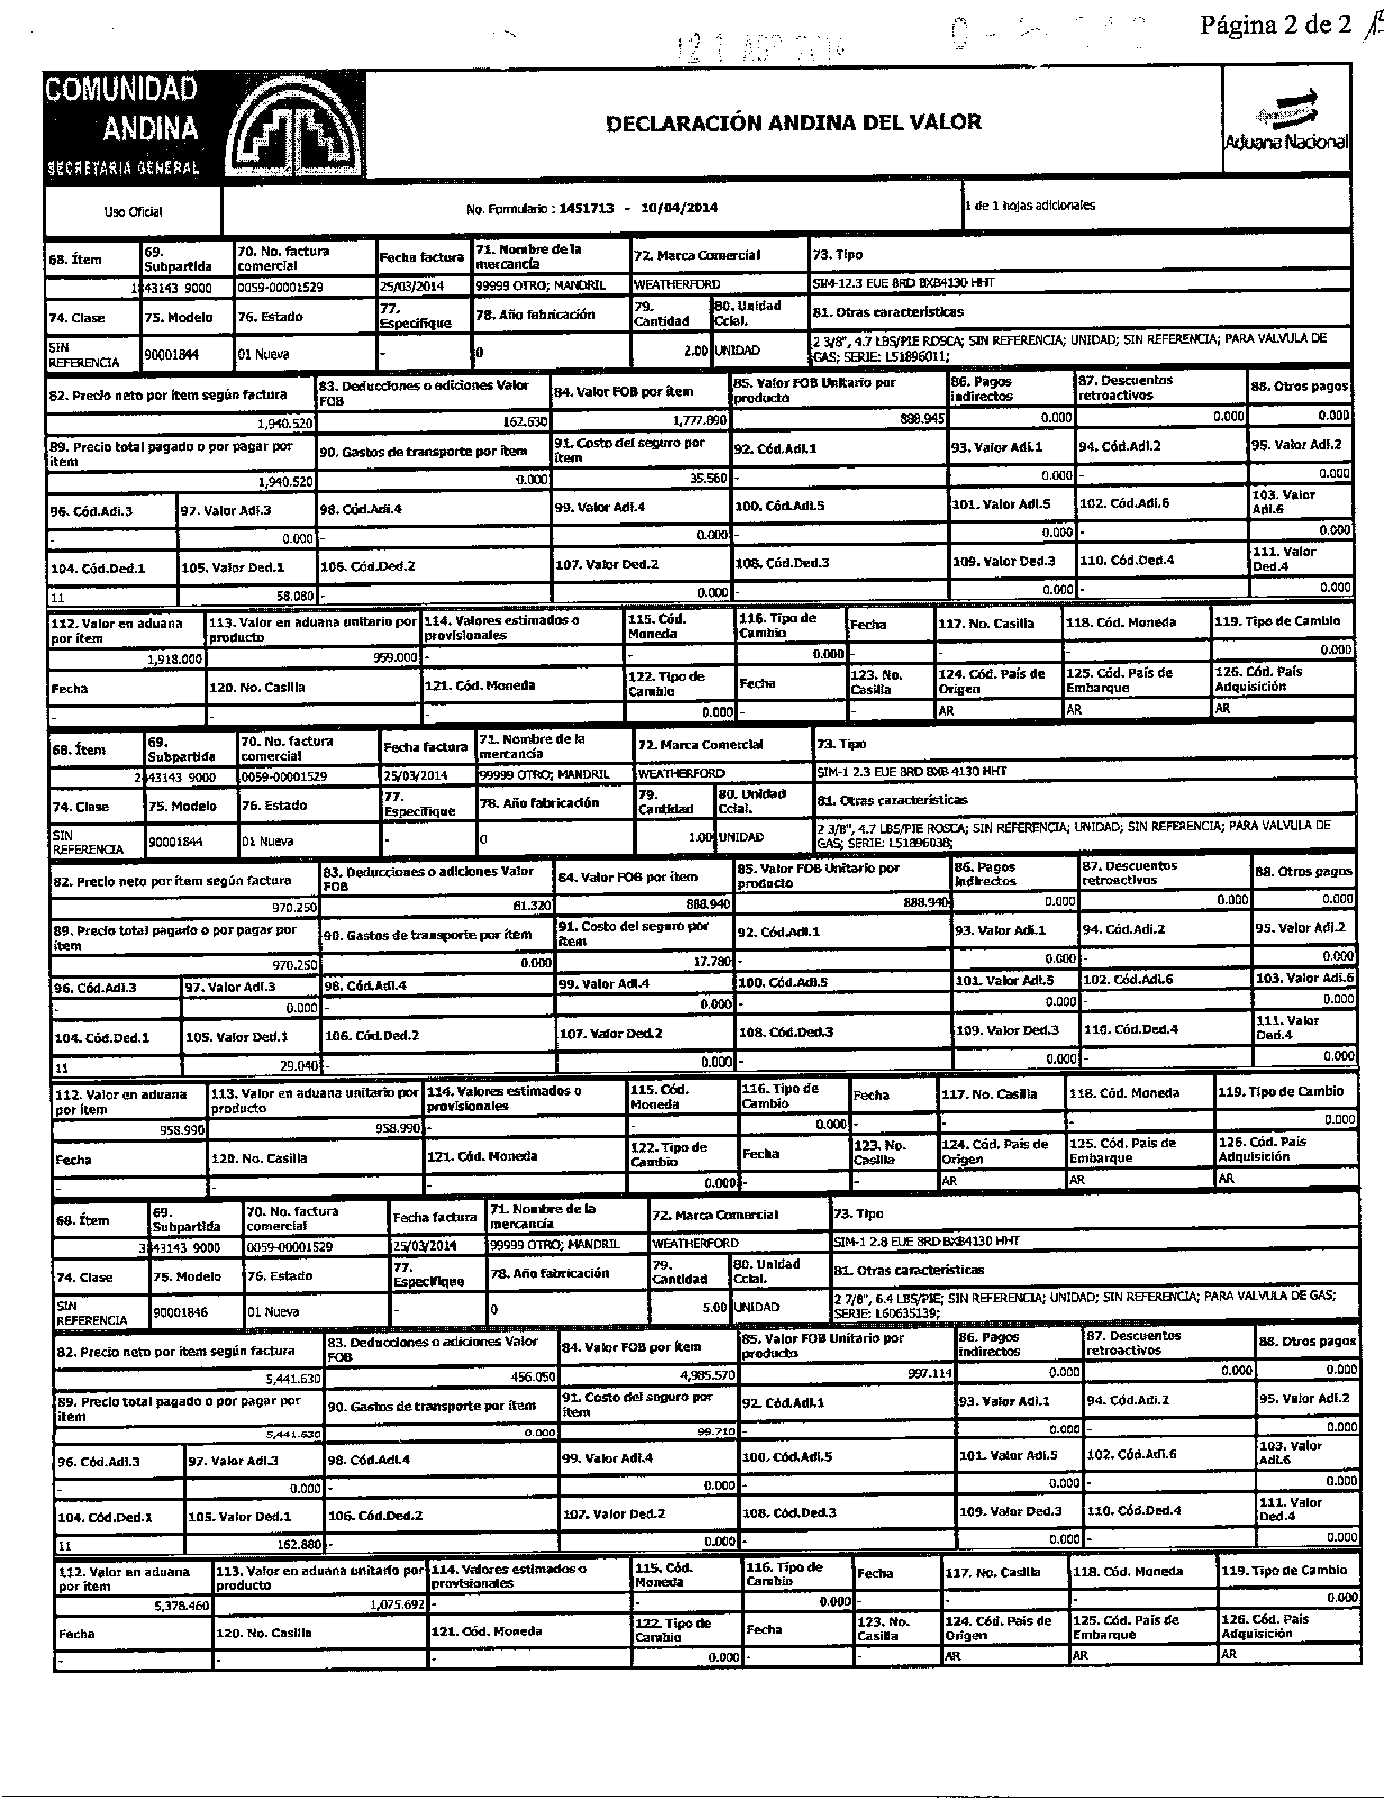 Página 2 de 2
COMUNIDAD
ANDINA
SECRETARIA GENERAL
DECLARACIÓN ANDINA DEL VALOR
Aduana Nacional
Uso Oficial
No. Formulario : 1451713 - 10/04/2014
1 de 1 hojas adicionales
68. Ítem 69. Subpartida 70. No. factura comercial Fecha factura 71. Nombre de la mercancía 72. Marca Comercial 73. Tipo
1 43143 9000 0059-00001529 25/03/2014 99999 OTRO; MANDRIL WEATHERFORD SIM-12.3 EUE 8RD BXB4130 HHT
74. Clase 75. Modelo 76. Estado 77. Especifique 78. Año fabricación 79. Cantidad 80. Unidad Cclal. 81. Otras características
SIN REFERENCIA 90001844 01 Nueva - 0 2.00 UNIDAD 2 3/8", 4.7 LBS/PIE ROSCA; SIN REFERENCIA; UNIDAD; SIN REFERENCIA; PARA VALVULA DE GAS; SERIE: L51896011;
82. Precio neto por ítem según factura 83. Deducciones o adiciones Valor FOB 84. Valor FOB por ítem 85. Valor FOB Unitario por producto 86. Pagos indirectos 87. Descuentos retroactivos 88. Otros pagos
1,940.520 162.630 1,777.890 888.945 0.000 0.000 0.000
89. Precio total pagado o por pagar por ítem 90. Gastos de transporte por ítem 91. Costo del seguro por ítem 92. Cód.Adi.1 93. Valor Adi.1 94. Cód.Adi.2 95. Valor Adi.2
1,940.520 0.000 35.560 - 0.000 - 0.000
96. Cód.Adi.3 97. Valor Adi.3 98. Cód.Adi.4 99. Valor Adi.4 100. Cód.Adi.5 101. Valor Adi.5 102. Cód.Adi.6 103. Valor Adi.6
- 0.000 - 0.000 - 0.000 - 0.000
104. Cód.Ded.1 105. Valor Ded.1 106. Cód.Ded.2 107. Valor Ded.2 108. Cód.Ded.3 109. Valor Ded.3 110. Cód.Ded.4 111. Valor Ded.4
11 58.080 - 0.000 - 0.000 - 0.000
112. Valor en aduana por ítem 113. Valor en aduana unitario por producto 114. Valores estimados o provisionales 115. Cód. Moneda 116. Tipo de Cambio Fecha 117. No. Casilla 118. Cód. Moneda 119. Tipo de Cambio
1,918.000 959.000 - - 0.000 - - - 0.000
Fecha 120. No. Casilla 121. Cód. Moneda 122. Tipo de Cambio Fecha 123. No. Casilla 124. Cód. País de Origen 125. Cód. País de Embarque 126. Cód. País Adquisición
- - - 0.000 - - AR AR AR
68. Ítem 69. Subpartida 70. No. factura comercial Fecha factura 71. Nombre de la mercancía 72. Marca Comercial 73. Tipo
2 43143 9000 0059-00001529 25/03/2014 99999 OTRO; MANDRIL WEATHERFORD SIM-1 2.3 EUE 8RD BXB 4130 HHT
74. Clase 75. Modelo 76. Estado 77. Especifique 78. Año fabricación 79. Cantidad 80. Unidad Cclal. 81. Otras características
SIN REFERENCIA 90001844 01 Nueva - 0 1.00 UNIDAD 2 3/8", 4.7 LBS/PIE ROSCA; SIN REFERENCIA; UNIDAD; SIN REFERENCIA; PARA VALVULA DE GAS; SERIE: L51896038;
82. Precio neto por ítem según factura 83. Deducciones o adiciones Valor FOB 84. Valor FOB por ítem 85. Valor FOB Unitario por producto 86. Pagos indirectos 87. Descuentos retroactivos 88. Otros pagos
970.250 81.320 888.940 888.940 0.000 0.000 0.000
89. Precio total pagado o por pagar por ítem 90. Gastos de transporte por ítem 91. Costo del seguro por ítem 92. Cód.Adi.1 93. Valor Adi.1 94. Cód.Adi.2 95. Valor Adi.2
970.250 0.000 17.780 - 0.000 - 0.000
96. Cód.Adi.3 97. Valor Adi.3 98. Cód.Adi.4 99. Valor Adi.4 100. Cód.Adi.5 101. Valor Adi.5 102. Cód.Adi.6 103. Valor Adi.6
- 0.000 - 0.000 - 0.000 - 0.000
104. Cód.Ded.1 105. Valor Ded.1 106. Cód.Ded.2 107. Valor Ded.2 108. Cód.Ded.3 109. Valor Ded.3 110. Cód.Ded.4 111. Valor Ded.4
11 29.040 - 0.000 - 0.000 - 0.000
112. Valor en aduana por ítem 113. Valor en aduana unitario por producto 114. Valores estimados o provisionales 115. Cód. Moneda 116. Tipo de Cambio Fecha 117. No. Casilla 118. Cód. Moneda 119. Tipo de Cambio
958.990 958.990 - - 0.000 - - - 0.000
Fecha 120. No. Casilla 121. Cód. Moneda 122. Tipo de Cambio Fecha 123. No. Casilla 124. Cód. País de Origen 125. Cód. País de Embarque 126. Cód. País Adquisición
- - - 0.000 - - AR AR AR
68. Ítem 69. Subpartida 70. No. factura comercial Fecha factura 71. Nombre de la mercancía 72. Marca Comercial 73. Tipo
3 43143 9000 0059-00001529 25/03/2014 99999 OTRO; MANDRIL WEATHERFORD SIM-1 2.8 EUE 8RD BXB4130 HHT
74. Clase 75. Modelo 76. Estado 77. Especifique 78. Año fabricación 79. Cantidad 80. Unidad Cclal. 81. Otras características
SIN REFERENCIA 90001846 01 Nueva - 0 5.00 UNIDAD 2 7/8", 6.4 LBS/PIE; SIN REFERENCIA; UNIDAD; SIN REFERENCIA; PARA VALVULA DE GAS; SERIE: L60635139;
82. Precio neto por ítem según factura 83. Deducciones o adiciones Valor FOB 84. Valor FOB por ítem 85. Valor FOB Unitario por producto 86. Pagos indirectos 87. Descuentos retroactivos 88. Otros pagos
5,441.630 456.050 4,985.570 997.114 0.000 0.000 0.000
89. Precio total pagado o por pagar por ítem 90. Gastos de transporte por ítem 91. Costo del seguro por ítem 92. Cód.Adi.1 93. Valor Adi.1 94. Cód.Adi.2 95. Valor Adi.2
5,441.630 0.000 99.710 - 0.000 - 0.000
96. Cód.Adi.3 97. Valor Adi.3 98. Cód.Adi.4 99. Valor Adi.4 100. Cód.Adi.5 101. Valor Adi.5 102. Cód.Adi.6 103. Valor Adi.6
- 0.000 - 0.000 - 0.000 - 0.000
104. Cód.Ded.1 105. Valor Ded.1 106. Cód.Ded.2 107. Valor Ded.2 108. Cód.Ded.3 109. Valor Ded.3 110. Cód.Ded.4 111. Valor Ded.4
11 162.880 - 0.000 - 0.000 - 0.000
112. Valor en aduana por ítem 113. Valor en aduana unitario por producto 114. Valores estimados o provisionales 115. Cód. Moneda 116. Tipo de Cambio Fecha 117. No. Casilla 118. Cód. Moneda 119. Tipo de Cambio
5,378.460 1,075.692 - - 0.000 - - - 0.000
Fecha 120. No. Casilla 121. Cód. Moneda 122. Tipo de Cambio Fecha 123. No. Casilla 124. Cód. País de Origen 125. Cód. País de Embarque 126. Cód. País Adquisición
- - - 0.000 - - AR AR AR